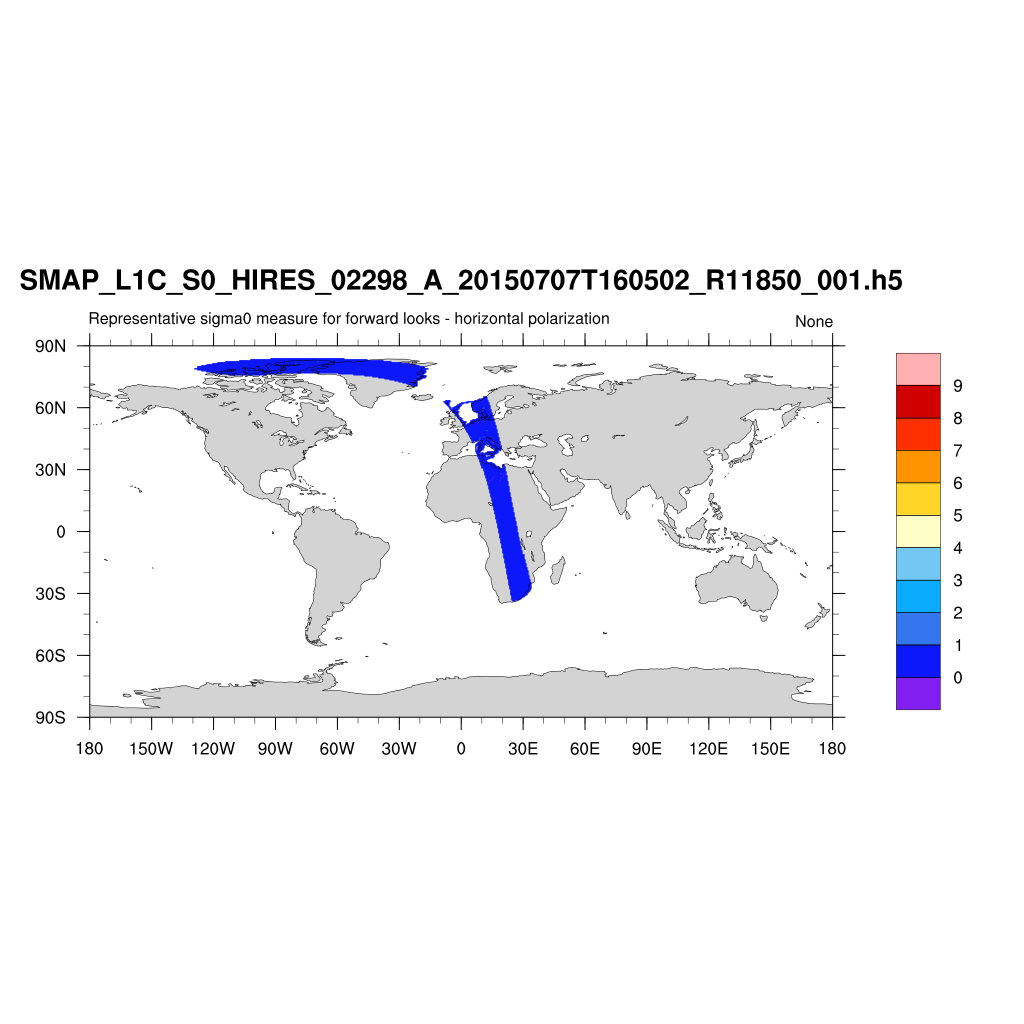 SMAP_L1C_S0_HIRES_02298_A_20150707T160502_R11850_001.h5
Representative sigma0 measure for forward looks - horizontal polarization
None
90N
60N
30N
0
30S
60S
90S
180 150W 120W 90W 60W 30W 0 30E 60E 90E 120E 150E 180
9
8
7
6
5
4
3
2
1
0